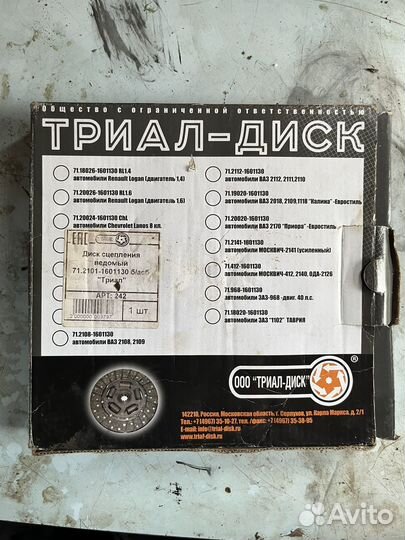 Общество с ограниченной ответственностью
ТРИАЛ-ДИСК
71.18026-1601130 RL1.4
автомобили Renault Logan (двигатель 1,4)
71.20026-1601130 RL1.6
автомобили Renault Logan (двигатель 1,6)
71.20024-1601130 ChL
автомобили Chevrolet Lanos 8 кл.
EAC
Диск сцепления
ведомый
71.2101-1601130 б/асб
"Триал"
АРТ: 242
1 шт.
71.2108-1601130
автомобили ВАЗ 2108, 2109
71.2112-1601130
автомобили ВАЗ 2112, 2111,2110
71.19020-1601130
автомобили ВАЗ 2018, 2109,1118 "Калина" -Евростиль
71.20020-1601130
автомобили ВАЗ 2170 "Приора" -Евростиль
71.2141-1601130
автомобили МОСКВИЧ-2141 (усиленный)
71.412-1601130
автомобили МОСКВИЧ-412, 2140, ОДА-2126
71.968-1601130
автомобили ЗАЗ-968 -двиг. 40 л.с.
71.18020-1601130
автомобили ЗАЗ "1102" ТАВРИЯ
ООО "ТРИАЛ-ДИСК"
®
142210, Россия, Московская область, г. Серпухов, ул. Карла Маркса, д. 2/1
Тел.: +7 (4967) 35-10-27, тел. /факс: +7 (4967) 35-38-95
E-mail: info@trial-disk.ru
www.trial-disk.ru
Avito